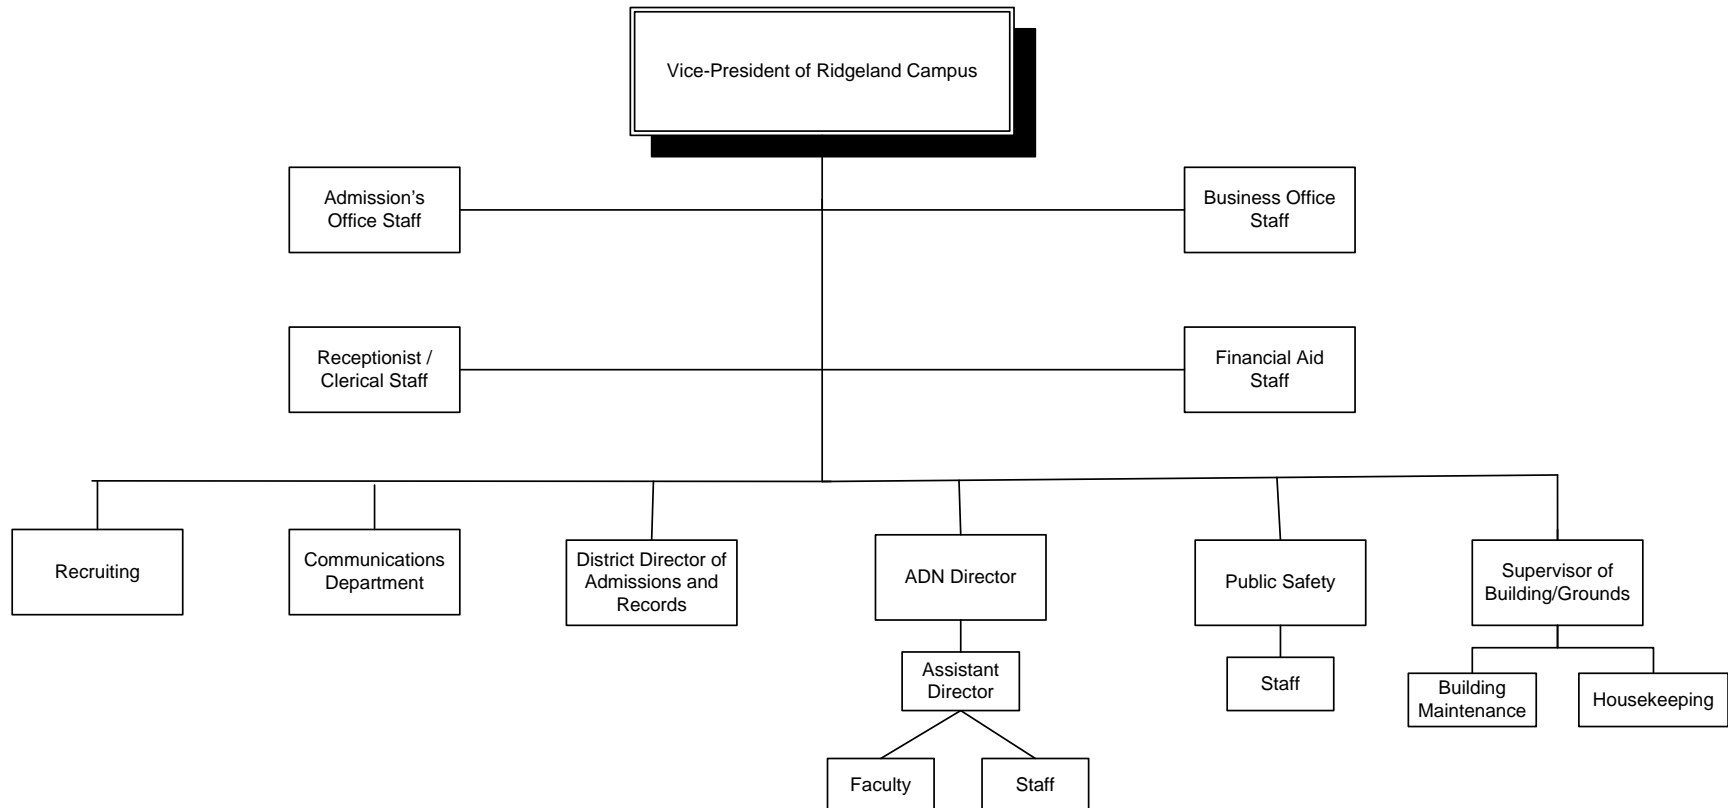 Vice-President of Ridgeland Campus
Admission’s
Office Staff
Business Office
Staff
Receptionist /
Clerical Staff
Financial Aid
Staff
Recruiting
Communications
Department
District Director of
Admissions and
Records
ADN Director
Public Safety
Supervisor of
Building/Grounds
Assistant
Director
Staff
Building
Maintenance
Housekeeping
Faculty
Staff